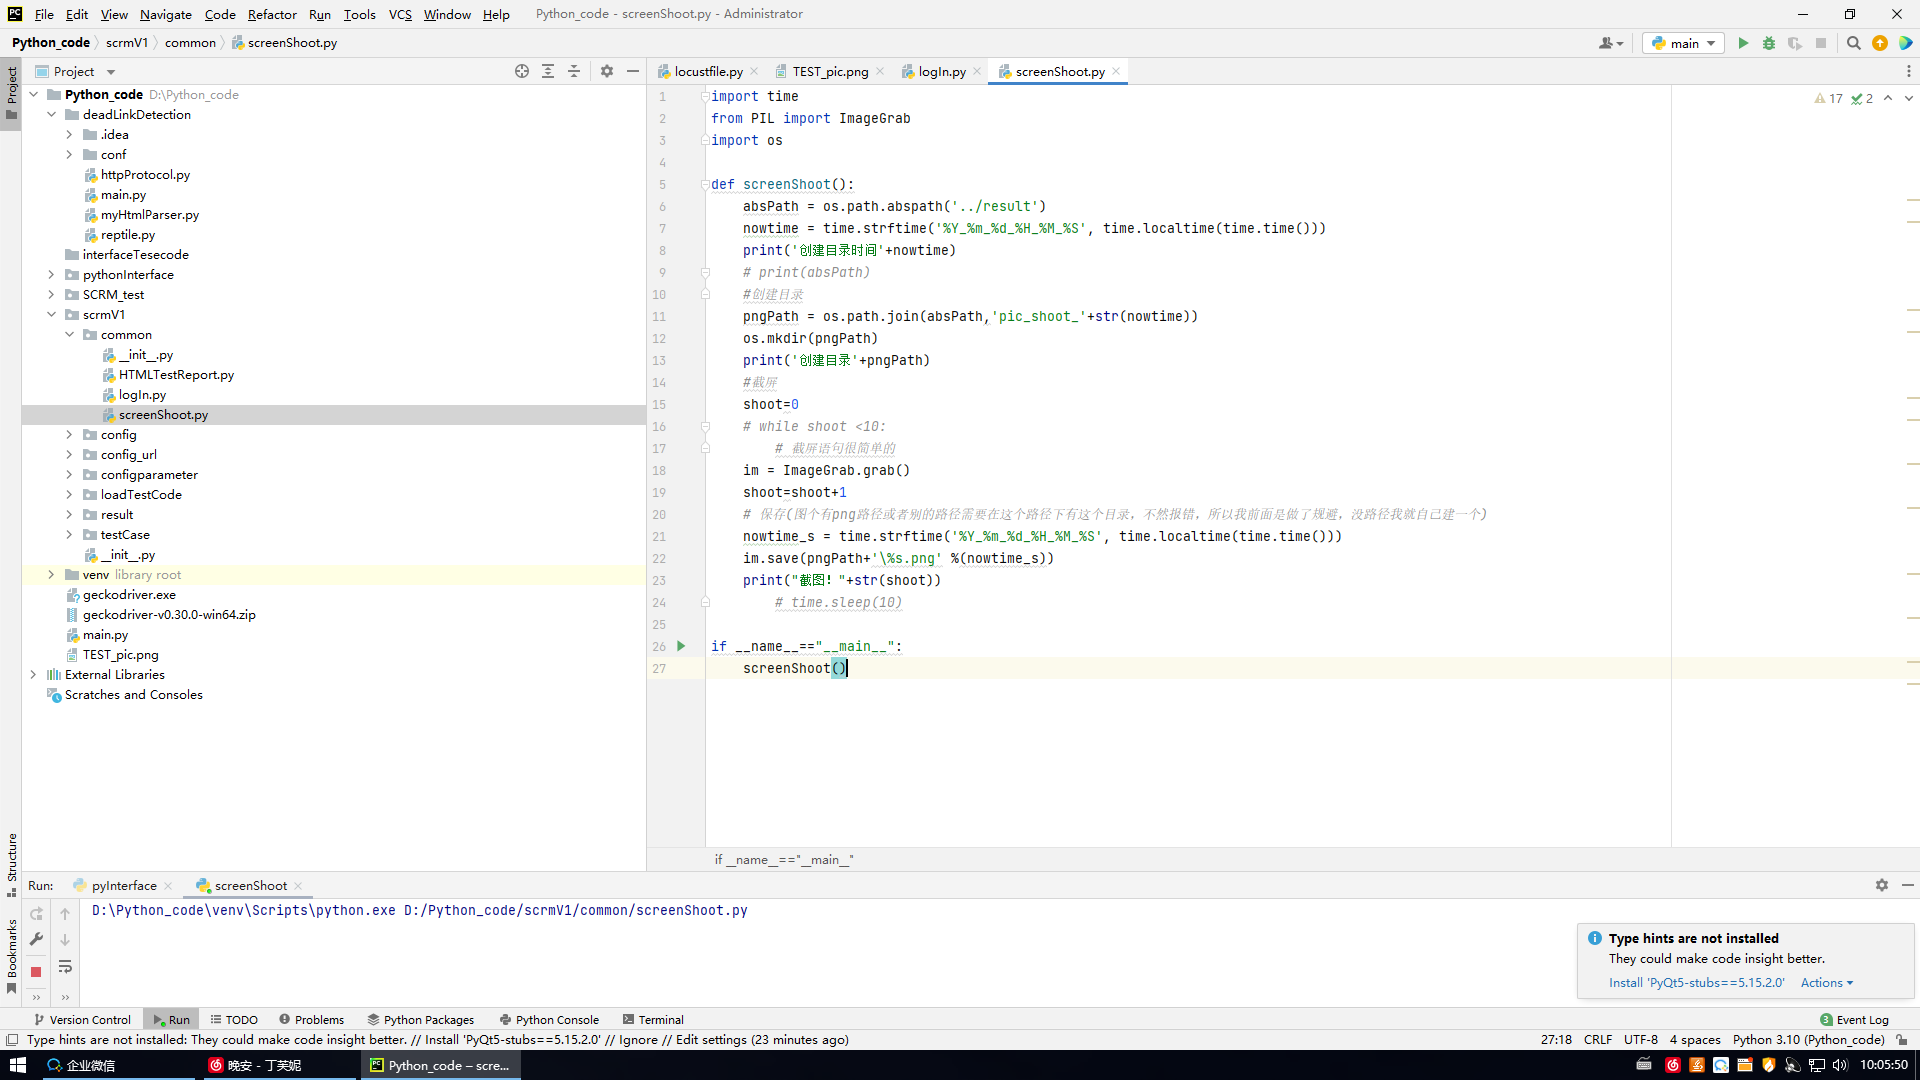 File Edit View Navigate Code Refactor Run Tools VCS Window Help Python_code - screenShoot.py - Administrator
Python_code scrmV1 common screenShoot.py main
Project
Project
locustfile.py TEST_pic.png logIn.py screenShoot.py
Python_code D:\Python_code
deadLinkDetection
.idea
conf
httpProtocol.py
main.py
myHtmlParser.py
reptile.py
interfaceTesecode
pythonInterface
SCRM_test
scrmV1
common
__init__.py
HTMLTestReport.py
logIn.py
screenShoot.py
config
config_url
configparameter
loadTestCode
result
testCase
__init__.py
venv library root
geckodriver.exe
geckodriver-v0.30.0-win64.zip
main.py
TEST_pic.png
External Libraries
Scratches and Consoles
17 2
1 import time
2 from PIL import ImageGrab
3 import os
4
5 def screenShoot():
6 absPath = os.path.abspath('../result')
7 nowtime = time.strftime('%Y_%m_%d_%H_%M_%S', time.localtime(time.time()))
8 print('创建目录时间'+nowtime)
9 # print(absPath)
10 #创建目录
11 pngPath = os.path.join(absPath,'pic_shoot_'+str(nowtime))
12 os.mkdir(pngPath)
13 print('创建目录'+pngPath)
14 #截屏
15 shoot=0
16 # while shoot <10:
17 # 截屏语句很简单的
18 im = ImageGrab.grab()
19 shoot=shoot+1
20 # 保存(图个有png路径或者别的路径需要在这个路径下有这个目录，不然报错，所以我前面是做了规避，没路径我就自己建一个)
21 nowtime_s = time.strftime('%Y_%m_%d_%H_%M_%S', time.localtime(time.time()))
22 im.save(pngPath+'\%s.png' %(nowtime_s))
23 print("截图！"+str(shoot))
24 # time.sleep(10)
25
26 if __name__=="__main__":
27 screenShoot()
if __name__=="__main__"
Structure
Bookmarks
Run: pyInterface screenShoot
D:\Python_code\venv\Scripts\python.exe D:/Python_code/scrmV1/common/screenShoot.py
Type hints are not installed
They could make code insight better.
Install 'PyQt5-stubs==5.15.2.0' Actions
Version Control Run TODO Problems Python Packages Python Console Terminal 3 Event Log
Type hints are not installed: They could make code insight better. // Install 'PyQt5-stubs==5.15.2.0' // Ignore // Edit settings (23 minutes ago) 27:18 CRLF UTF-8 4 spaces Python 3.10 (Python_code)
企业微信 晚安 - 丁芙妮 Python_code – scre... 10:05:50